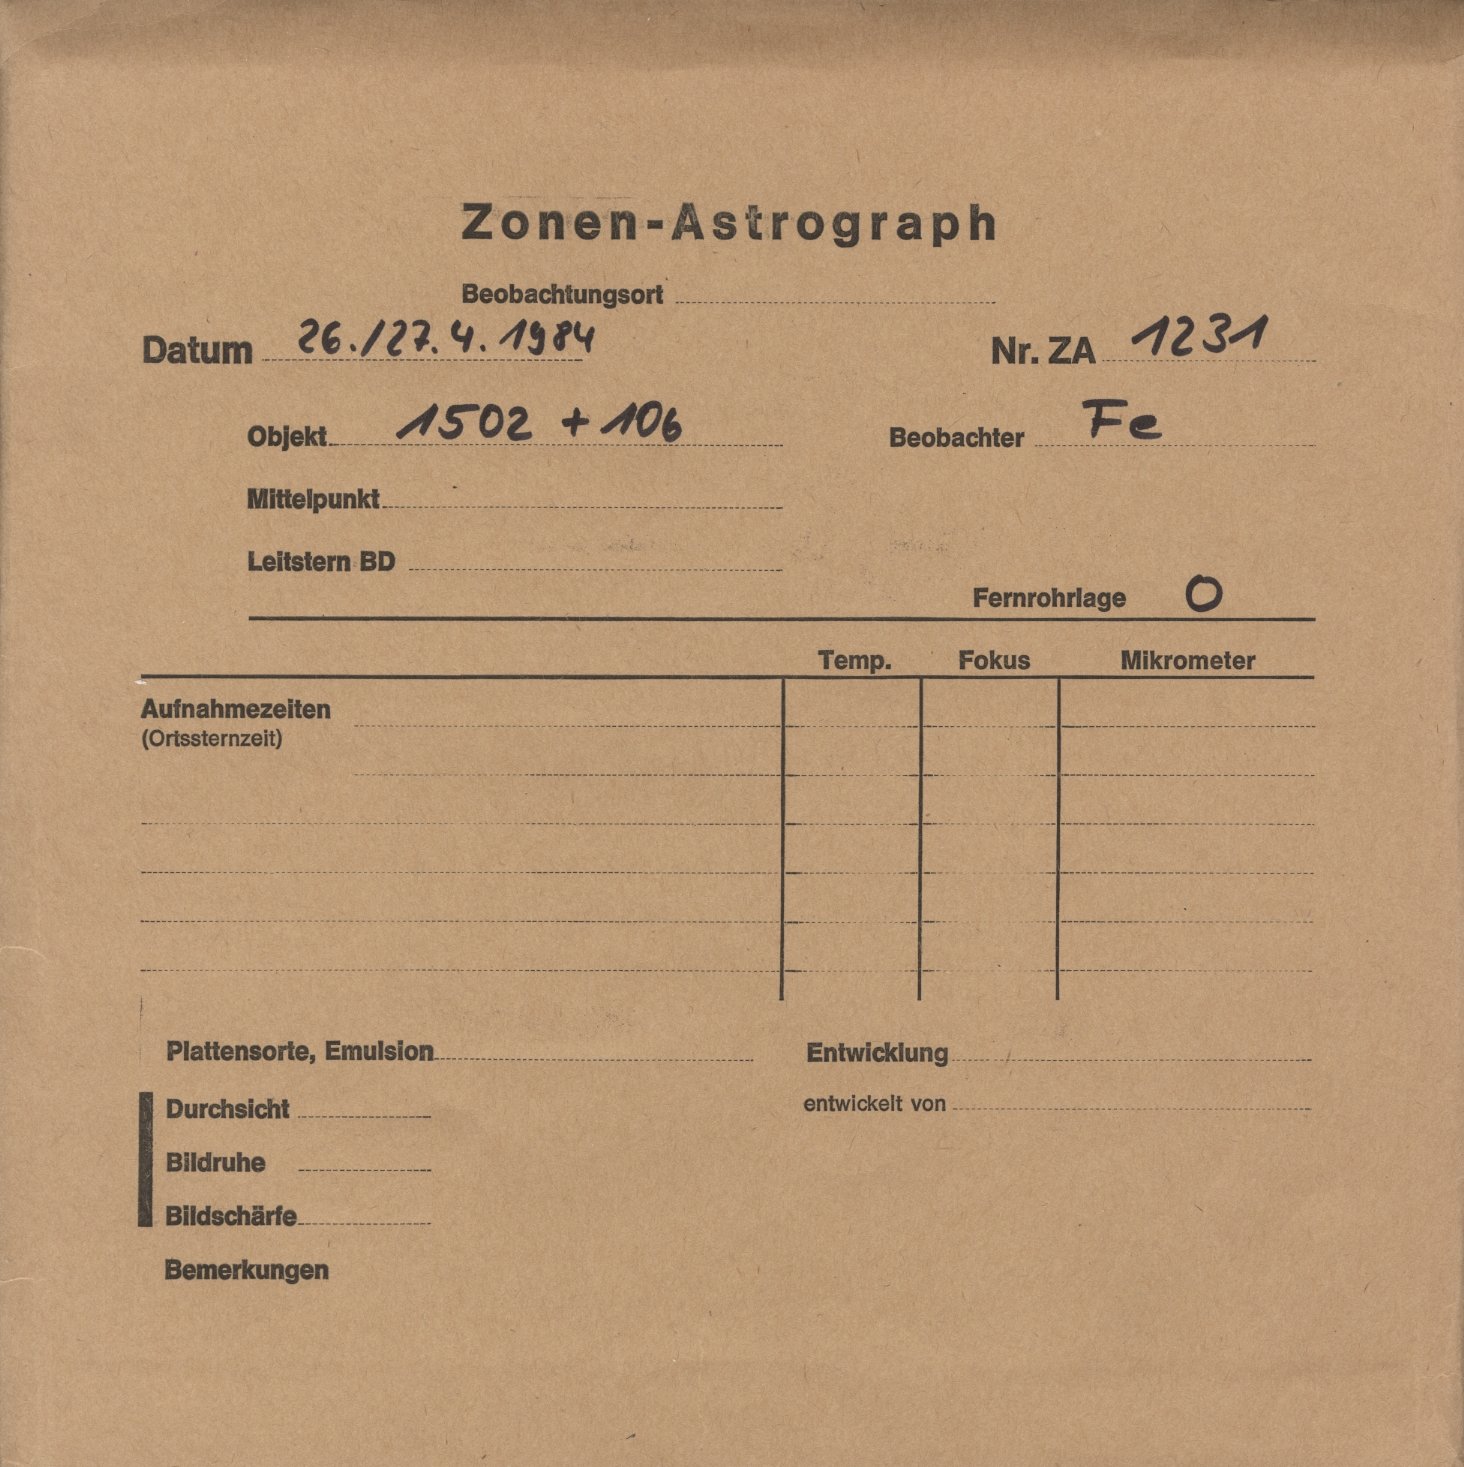 Zonen-Astrograph
Beobachtungsort
Datum 26./27.4.1984 Nr. ZA 1231
Objekt 1502 + 106 Beobachter Fe
Mittelpunkt
Leitstern BD
Fernrohrlage O
Temp. Fokus Mikrometer
Aufnahmezeiten
(Ortssternzeit)
Plattensorte, Emulsion Entwicklung
Durchsicht entwickelt von
Bildruhe
Bildschärfe
Bemerkungen